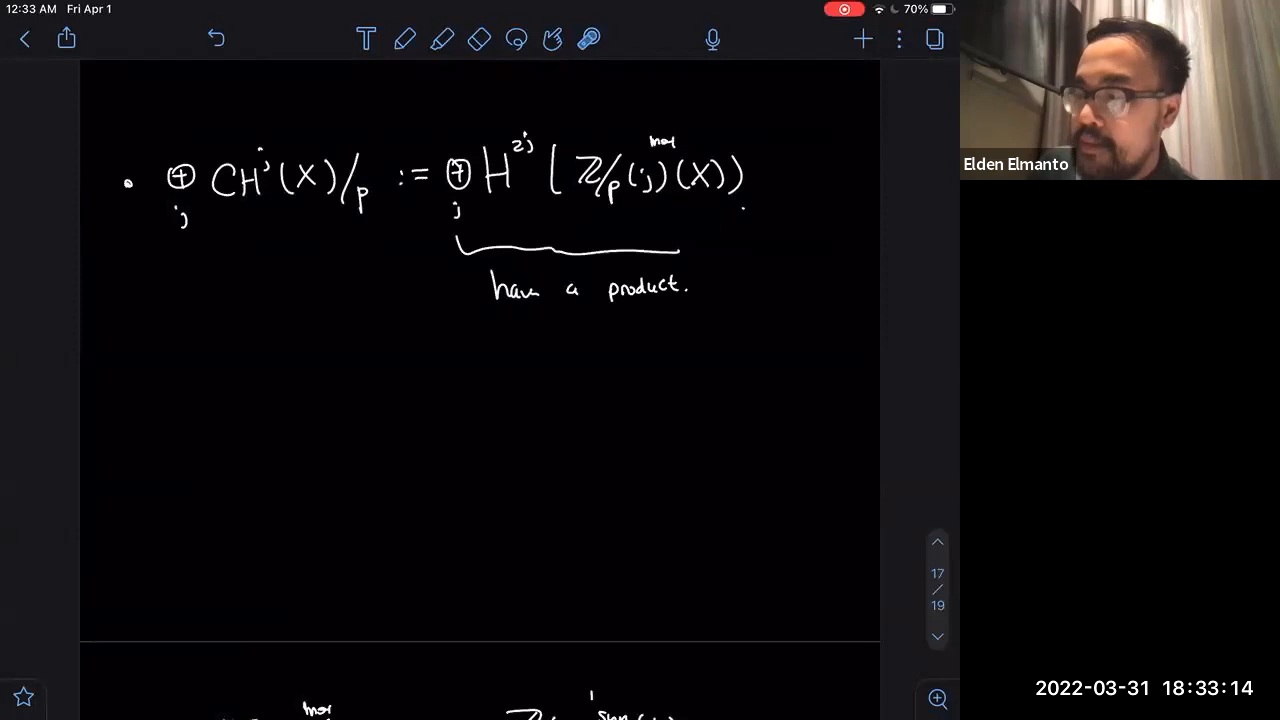 12:33 AM Fri Apr 1
70%
• ⊕_j CH^j(X)/p := ⊕_j H^{2j}(ℤ/p(j)^{mot}(X)).
have a product.
17
/
19
mot
Elden Elmanto
2022-03-31 18:33:14